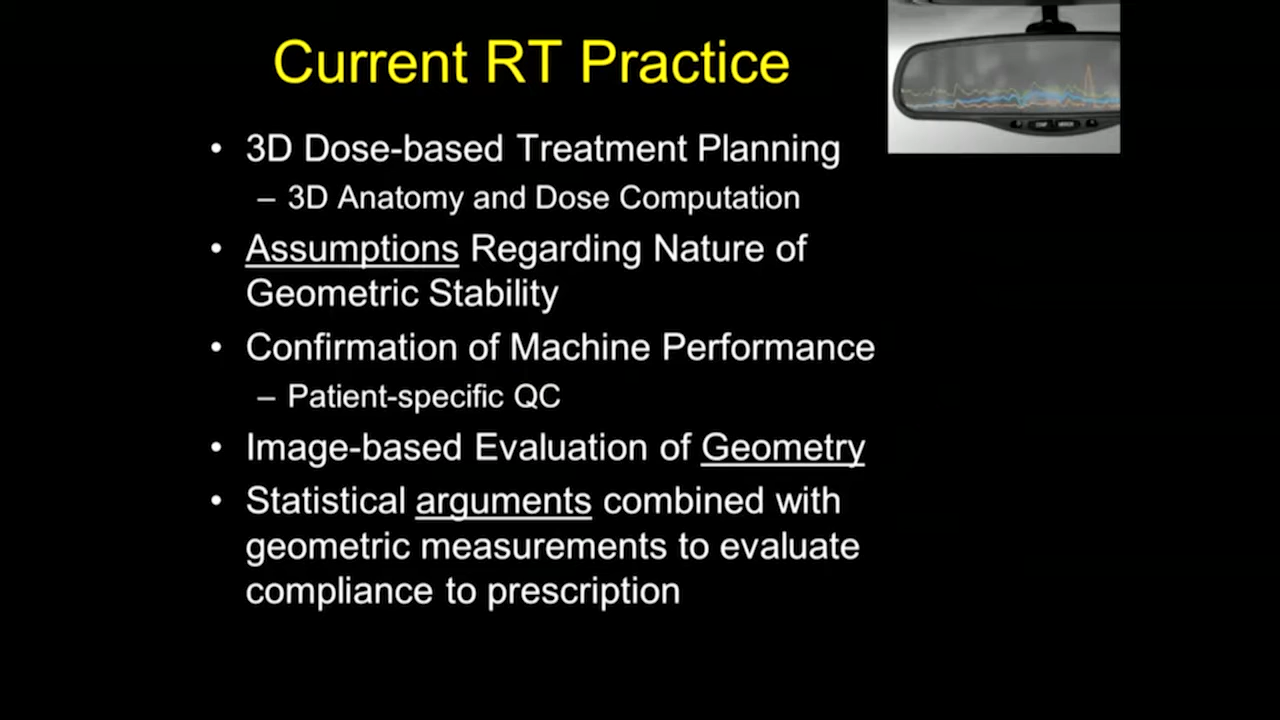 Current RT Practice
• 3D Dose-based Treatment Planning
– 3D Anatomy and Dose Computation
• Assumptions Regarding Nature of
Geometric Stability
• Confirmation of Machine Performance
– Patient-specific QC
• Image-based Evaluation of Geometry
• Statistical arguments combined with
geometric measurements to evaluate
compliance to prescription